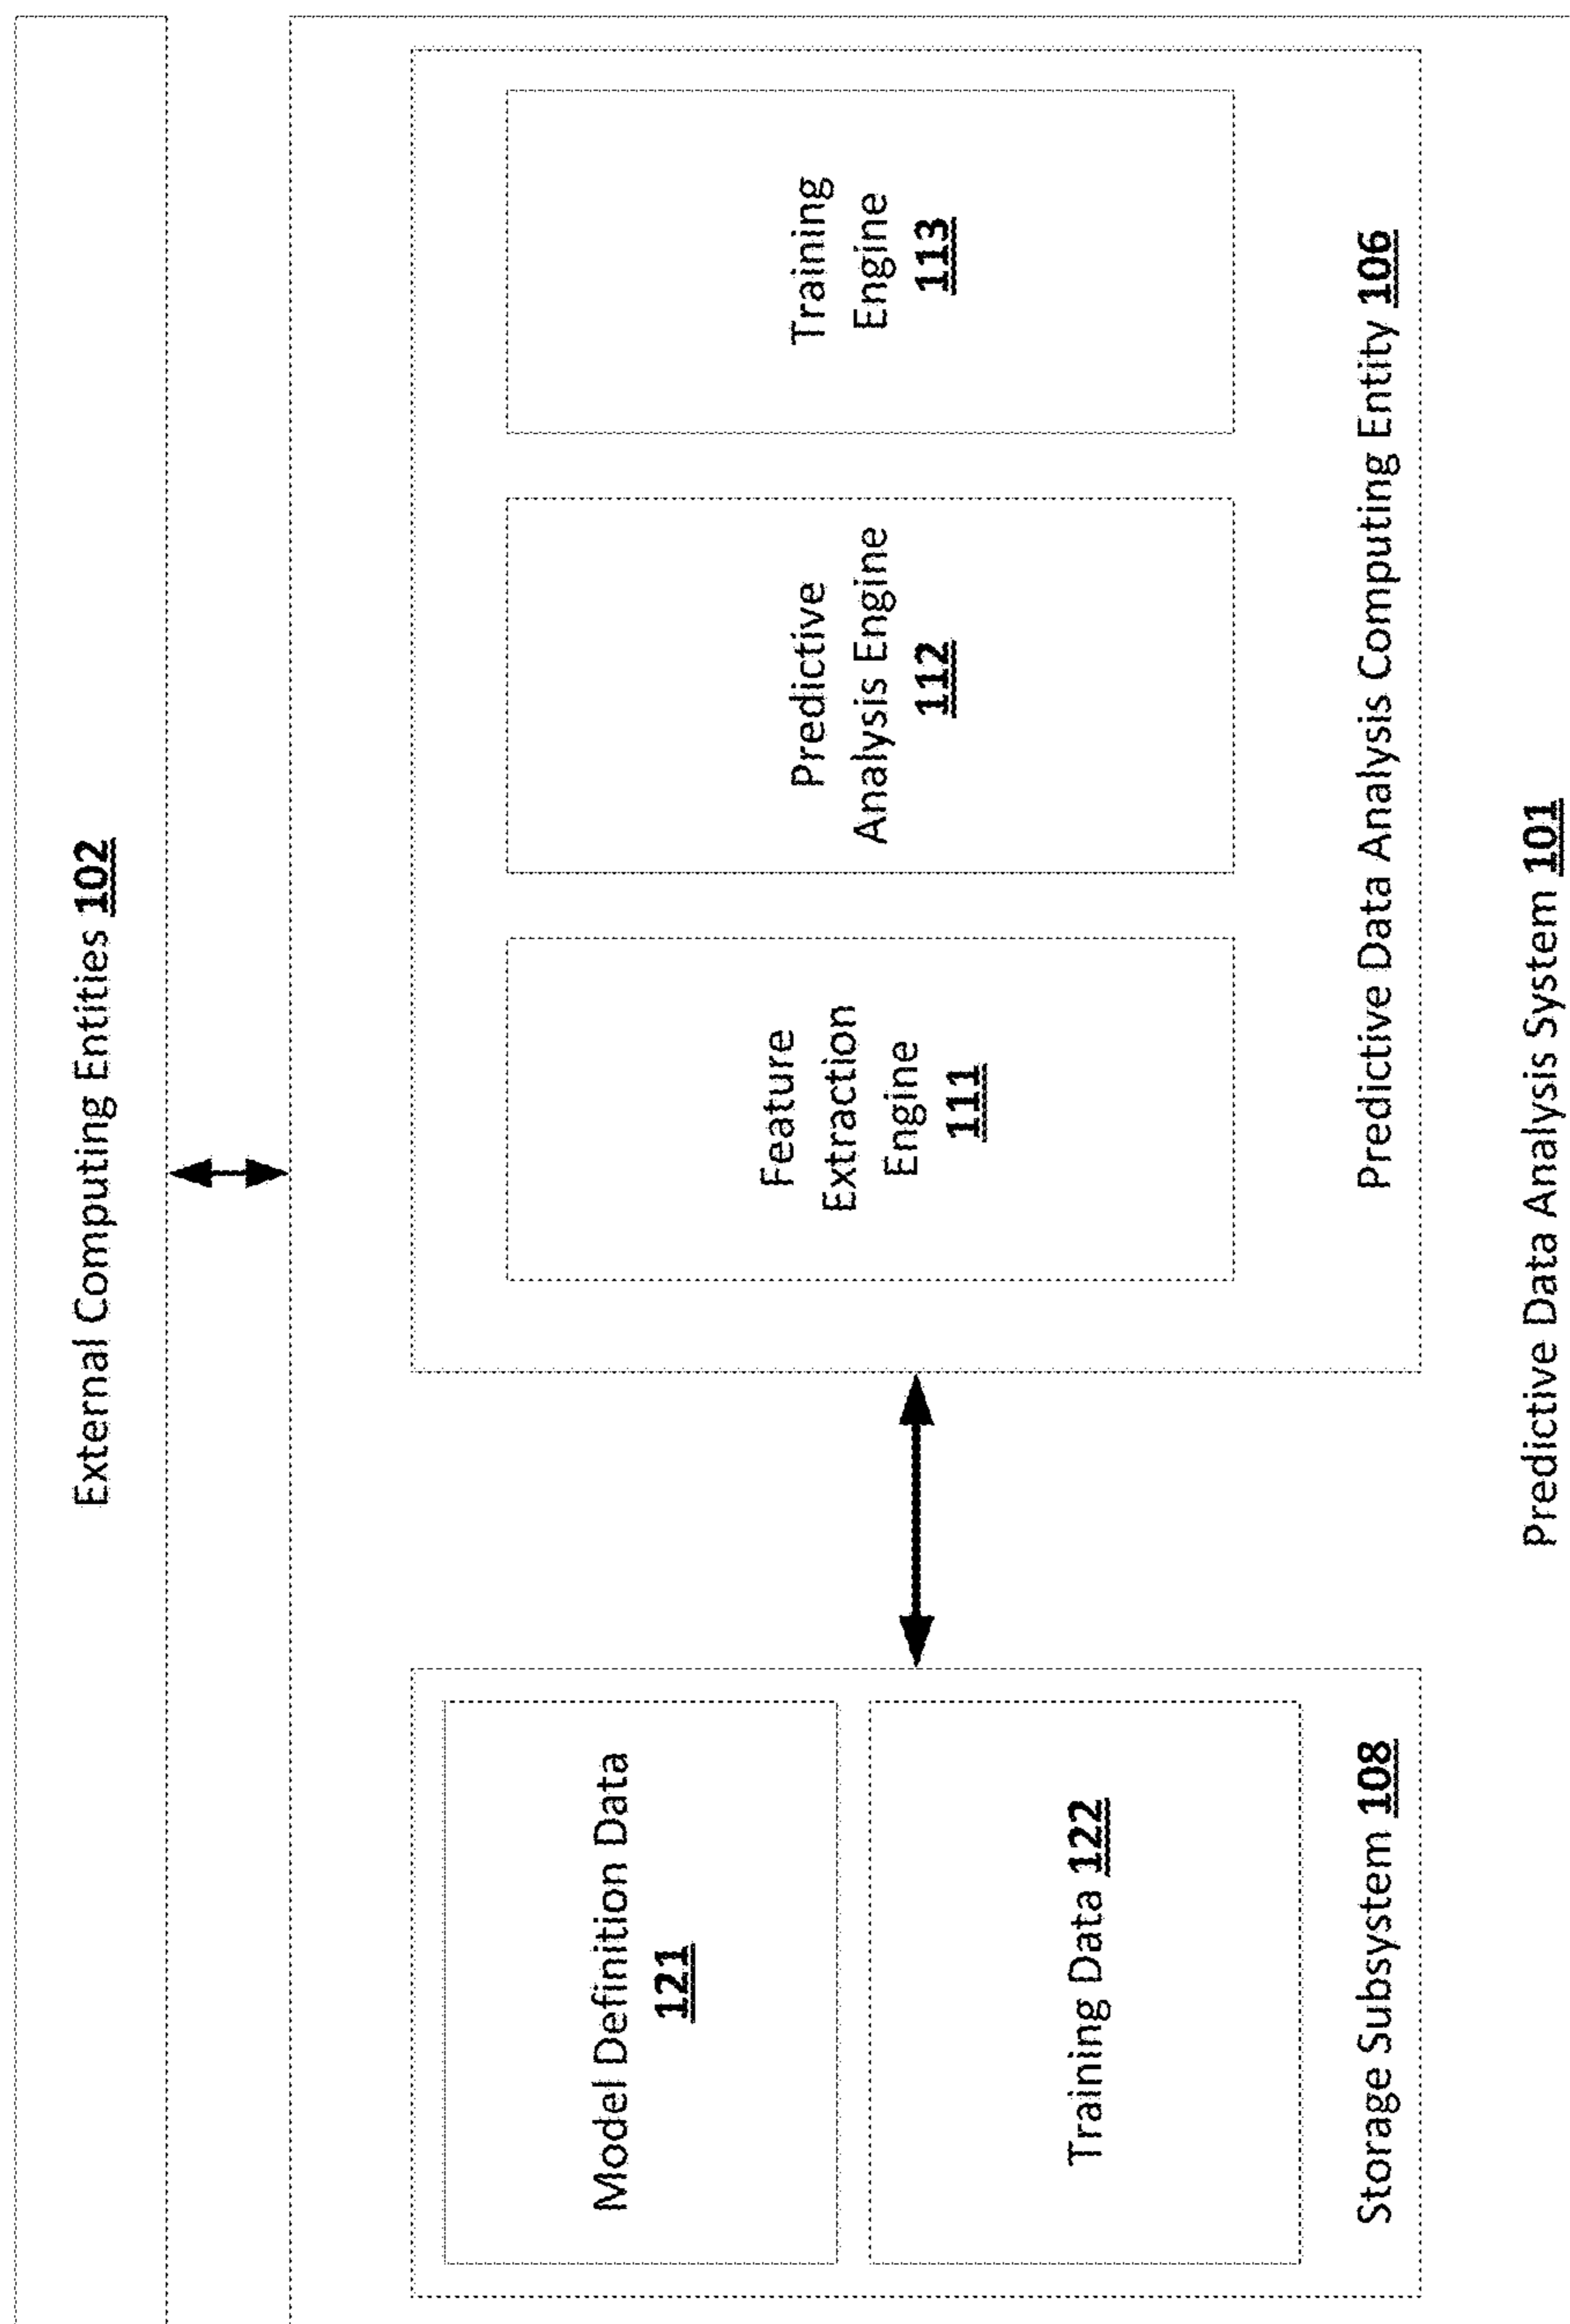 External Computing Entities 102
Model Definition Data
121
Training Data 122
Storage Subsystem 108
Feature
Extraction
Engine
111
Predictive
Analysis Engine
112
Training
Engine
113
Predictive Data Analysis Computing Entity 106
Predictive Data Analysis System 101